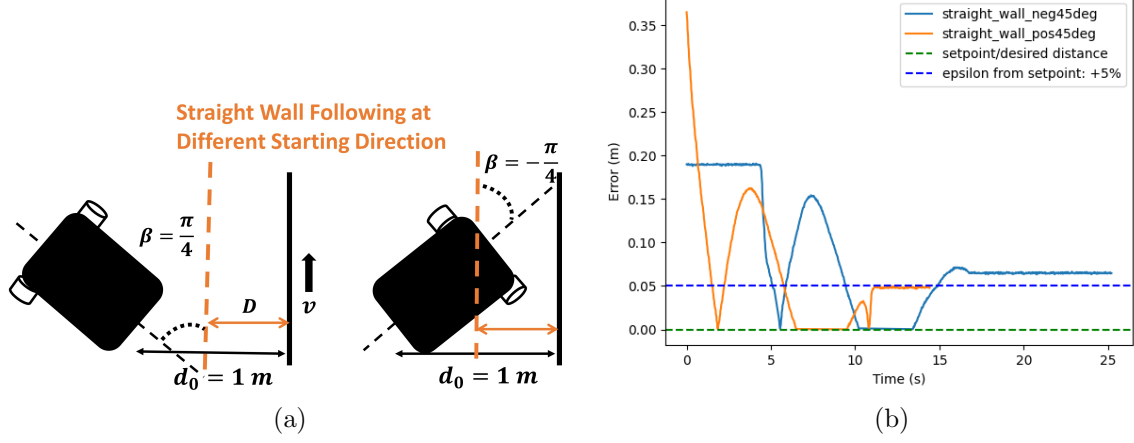 Straight Wall Following at
Different Starting Direction
β = π/4
D
v
d₀ = 1 m
β = −π/4
d₀ = 1 m
(a)
straight_wall_neg45deg
straight_wall_pos45deg
setpoint/desired distance
epsilon from setpoint: +5%
Error (m)
0.35
0.30
0.25
0.20
0.15
0.10
0.05
0.00
0 5 10 15 20 25
Time (s)
(b)